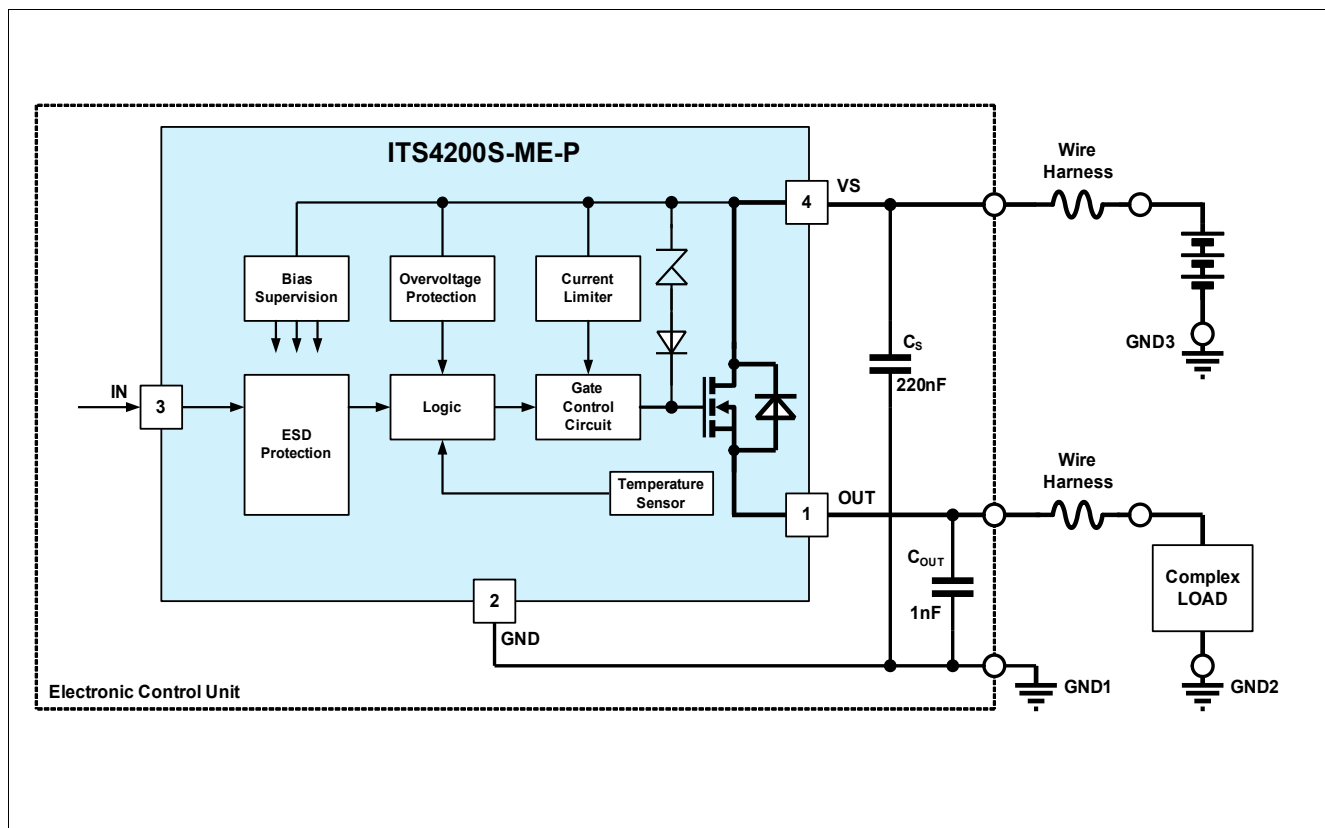 ITS4200S-ME-P
VS
4
Wire
Harness
Bias
Supervision
Overvoltage
Protection
Current
Limiter
GND3
C_S
220nF
IN
3
ESD
Protection
Logic
Gate
Control
Circuit
Temperature
Sensor
OUT
1
Wire
Harness
C_OUT
1nF
Complex
LOAD
2
GND
GND1
GND2
Electronic Control Unit